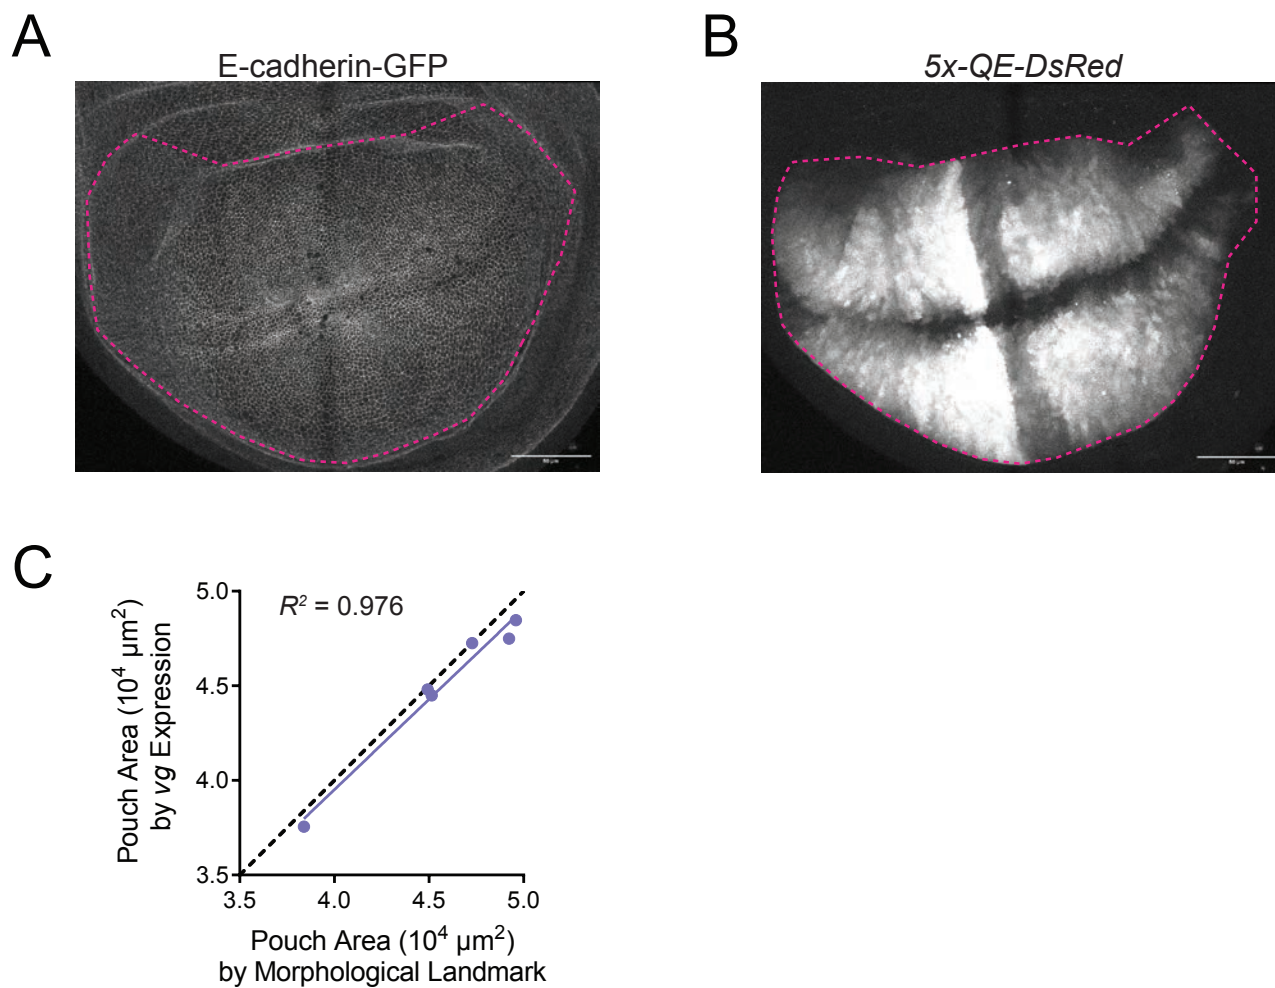 A
E-cadherin-GFP
B
5x-QE-DsRed
C
R² = 0.976
Pouch Area (10⁴ µm²)
by vg Expression
5.0
4.5
4.0
3.5
3.5 4.0 4.5 5.0
Pouch Area (10⁴ µm²)
by Morphological Landmark